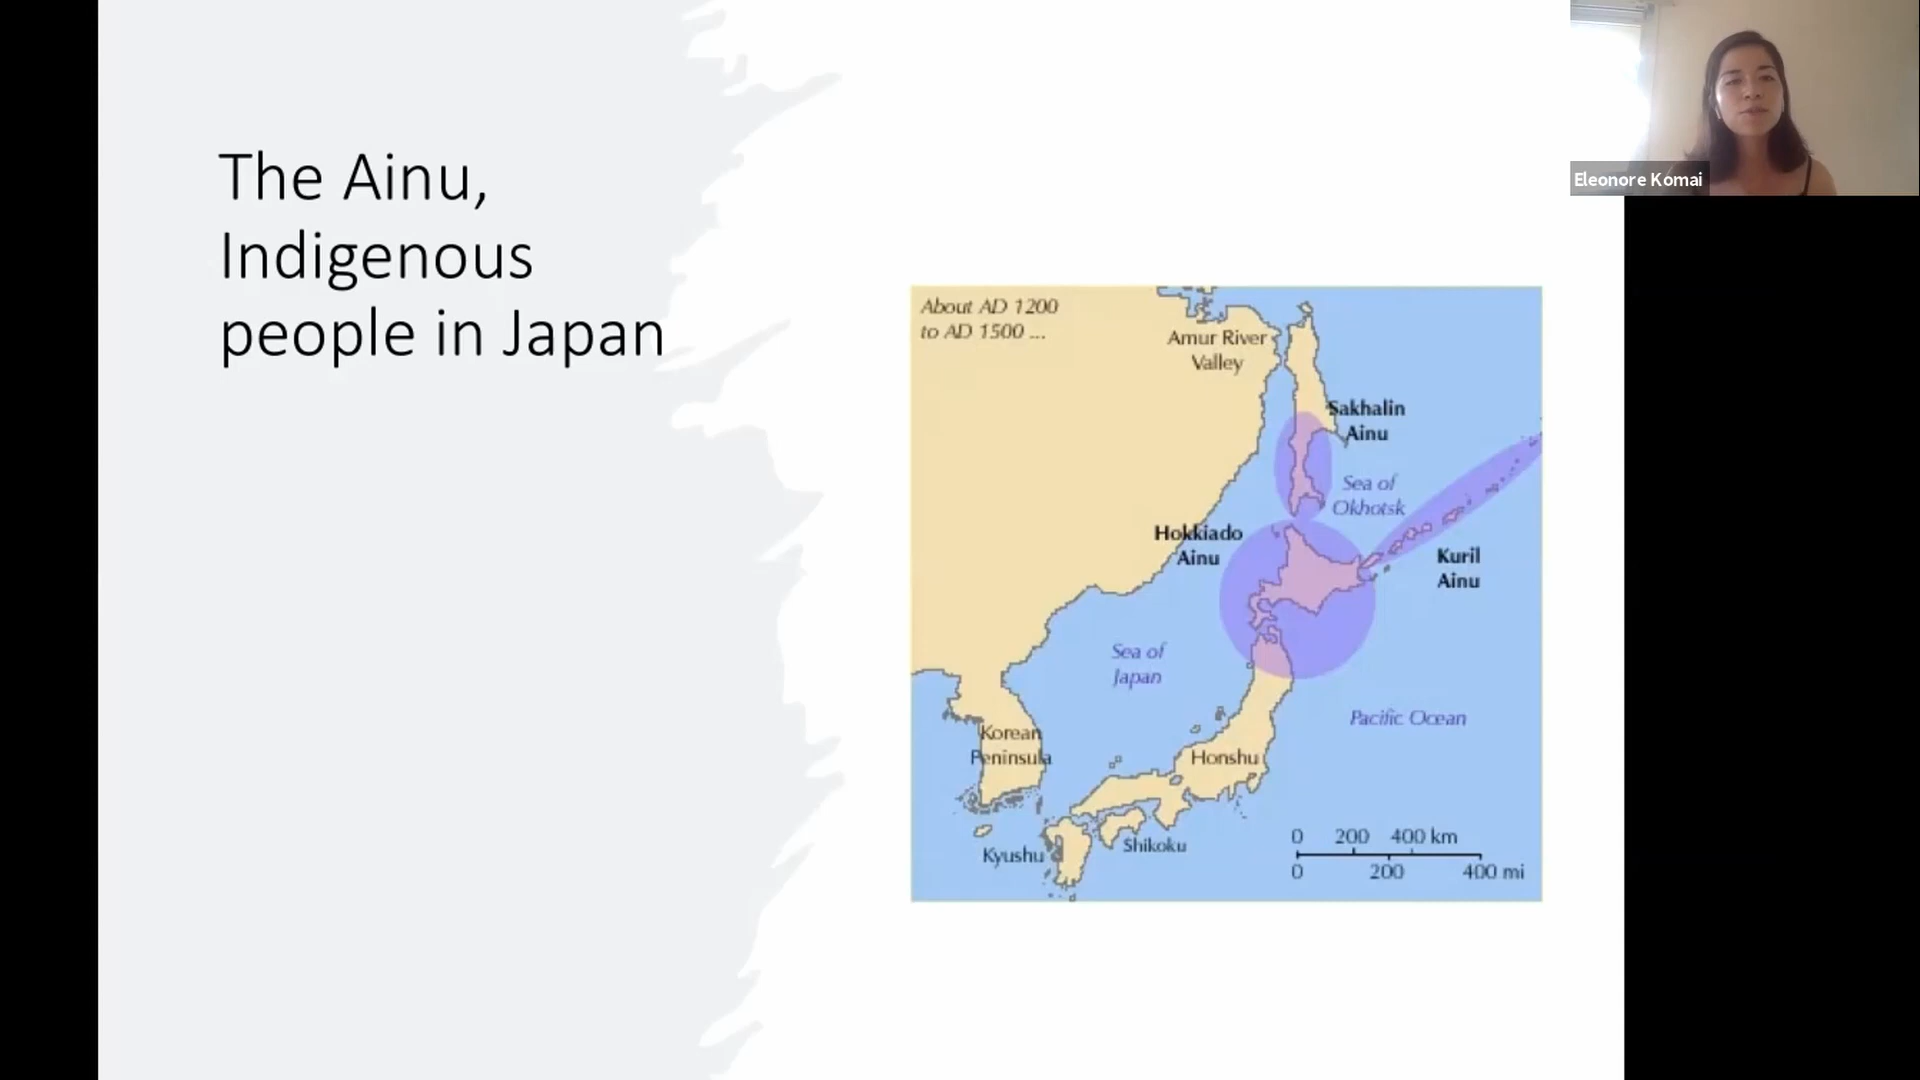 The Ainu,
Indigenous
people in Japan
Eleonore Komai
About AD 1200
to AD 1500 ...
Amur River
Valley
Sakhalin
Ainu
Sea of
Okhotsk
Hokkiado
Ainu
Kuril
Ainu
Sea of
Japan
Pacific Ocean
Korean
Peninsula
Honshu
Kyushu
Shikoku
0 200 400 km
0 200 400 mi